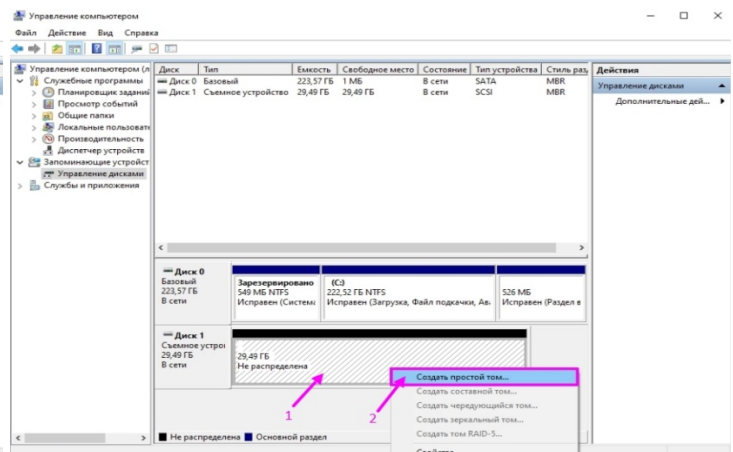 Управление компьютером
Файл Действие Вид Справка
Управление компьютером (л
Служебные программы
Планировщик заданий
Просмотр событий
Общие папки
Локальные пользовате
Производительность
Диспетчер устройств
Запоминающие устройст
Управление дисками
Службы и приложения
Диск Тип Емкость Свободное место Состояние Тип устройства Стиль раз,
Диск 0 Базовый 223,57 ГБ 1 МБ В сети SATA MBR
Диск 1 Съемное устройство 29,49 ГБ 29,49 ГБ В сети SCSI MBR
Действия
Управление дисками
Дополнительные дей...
Диск 0
Базовый
223,57 ГБ
В сети
Зарезервировано
549 МБ NTFS
Исправен (Система
(C:)
222,52 ГБ NTFS
Исправен (Загрузка, Файл подкачки, Ав
526 МБ
Исправен (Раздел в
Диск 1
Съемное устрой
29,49 ГБ
В сети
29,49 ГБ
Не распределена
1
2
Создать простой том...
Создать составной том...
Создать чередующийся том...
Создать зеркальный том...
Создать том RAID-5...
Не распределена Основной раздел